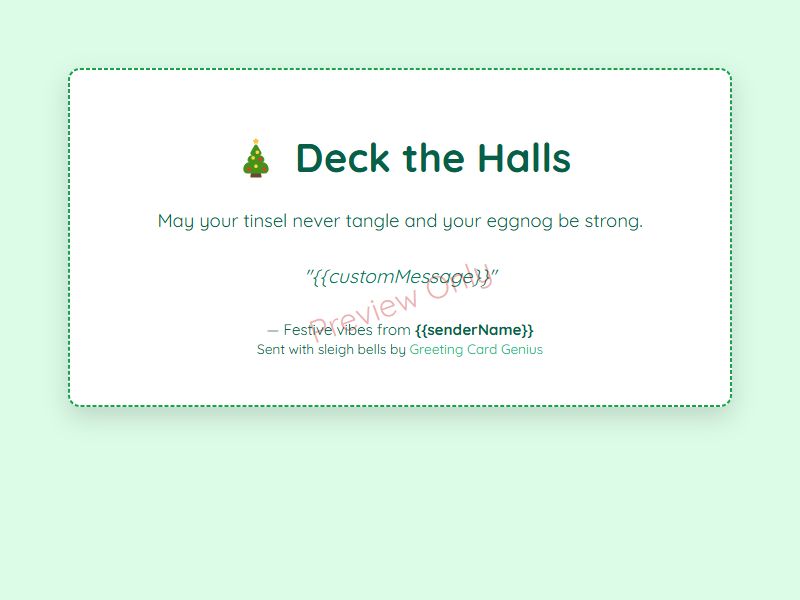 Deck the Halls
May your tinsel never tangle and your eggnog be strong.
"{{customMessage}}"
Preview Only
— Festive vibes from {{senderName}}
Sent with sleigh bells by Greeting Card Genius